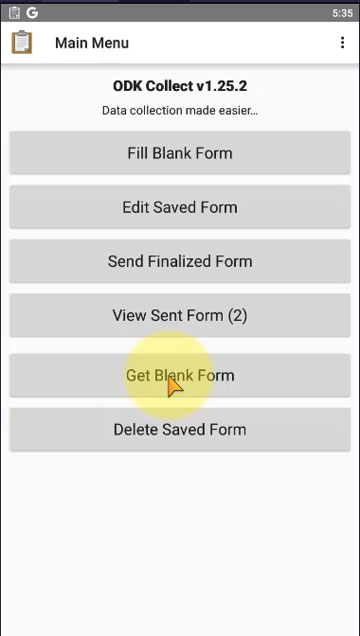 5:35
Main Menu
ODK Collect v1.25.2
Data collection made easier...
Fill Blank Form
Edit Saved Form
Send Finalized Form
View Sent Form (2)
Get Blank Form
Delete Saved Form